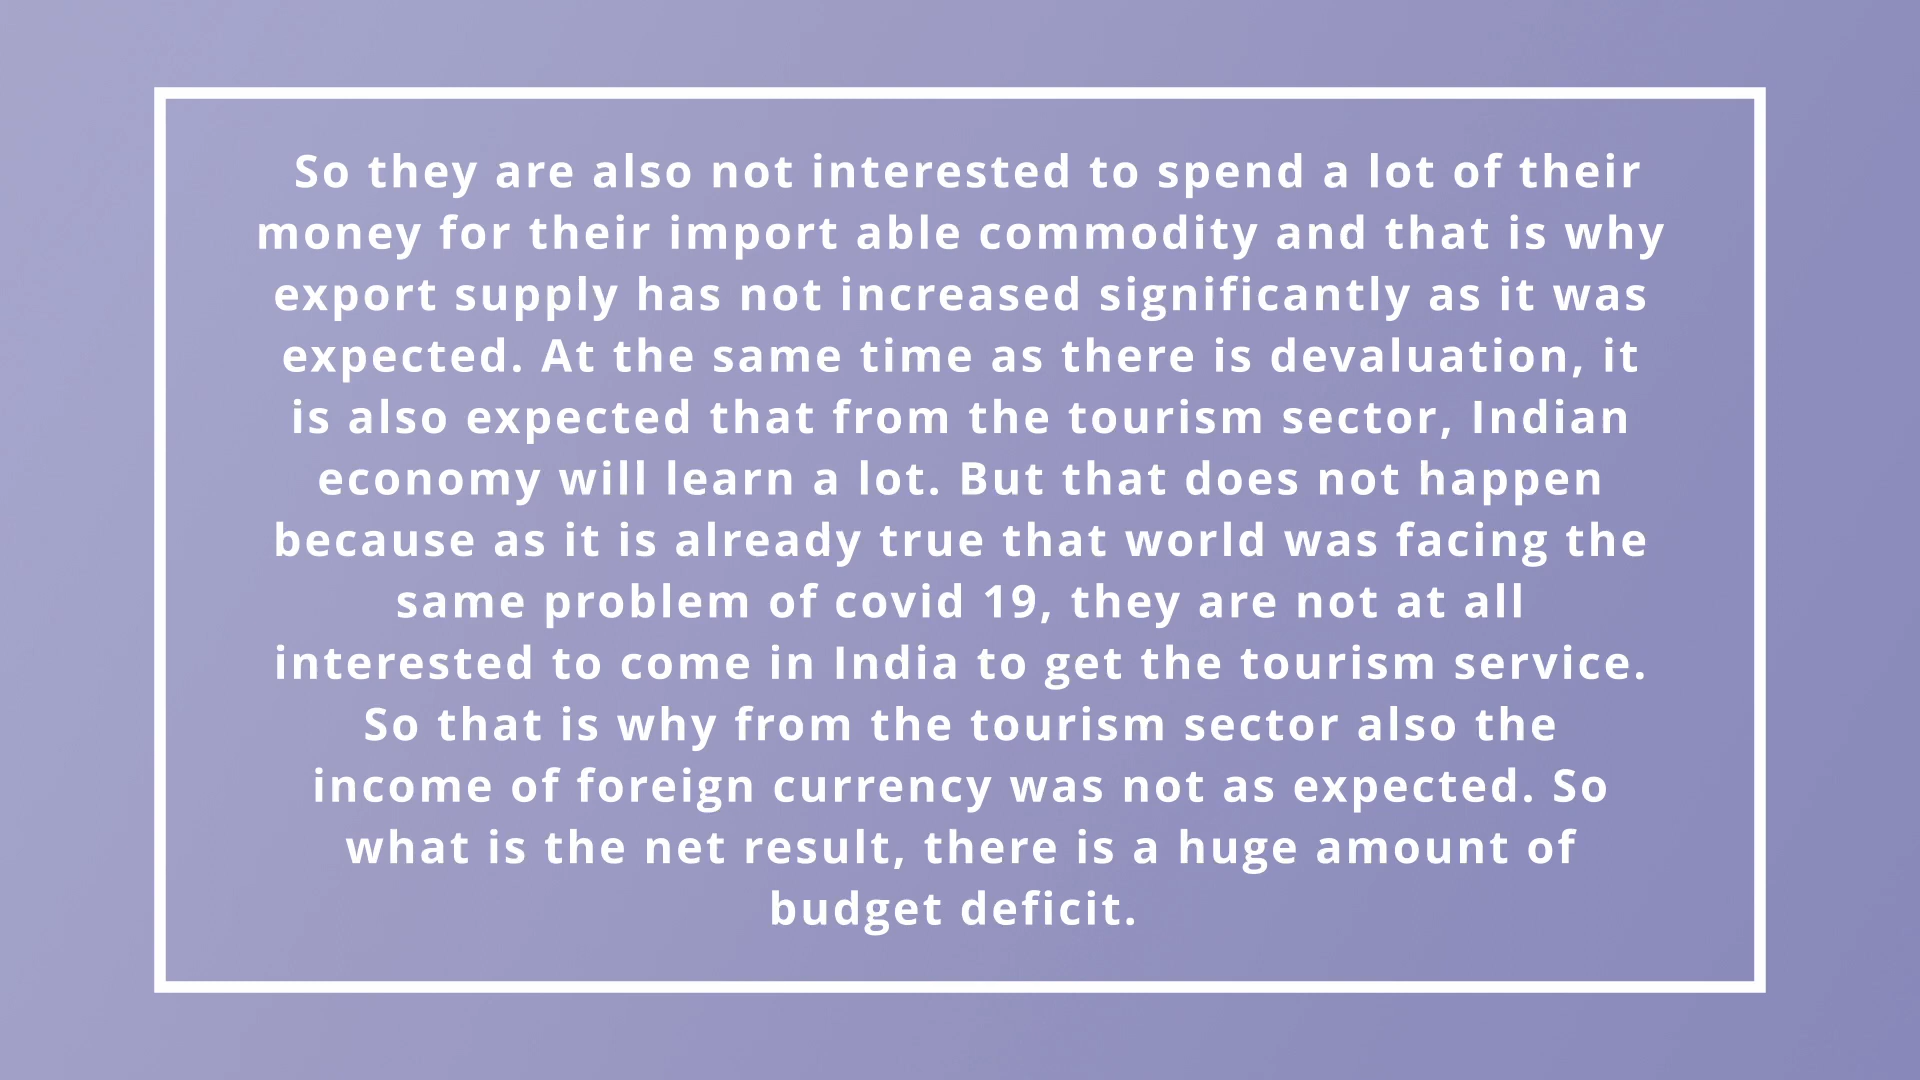 So they are also not interested to spend a lot of their
money for their import able commodity and that is why
export supply has not increased significantly as it was
expected. At the same time as there is devaluation, it
is also expected that from the tourism sector, Indian
economy will learn a lot. But that does not happen
because as it is already true that world was facing the
same problem of covid 19, they are not at all
interested to come in India to get the tourism service.
So that is why from the tourism sector also the
income of foreign currency was not as expected. So
what is the net result, there is a huge amount of
budget deficit.